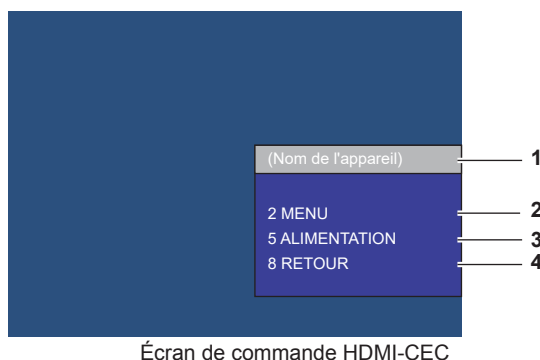 (Nom de l'appareil)
1
2 MENU
2
5 ALIMENTATION
3
8 RETOUR
4
Écran de commande HDMI-CEC